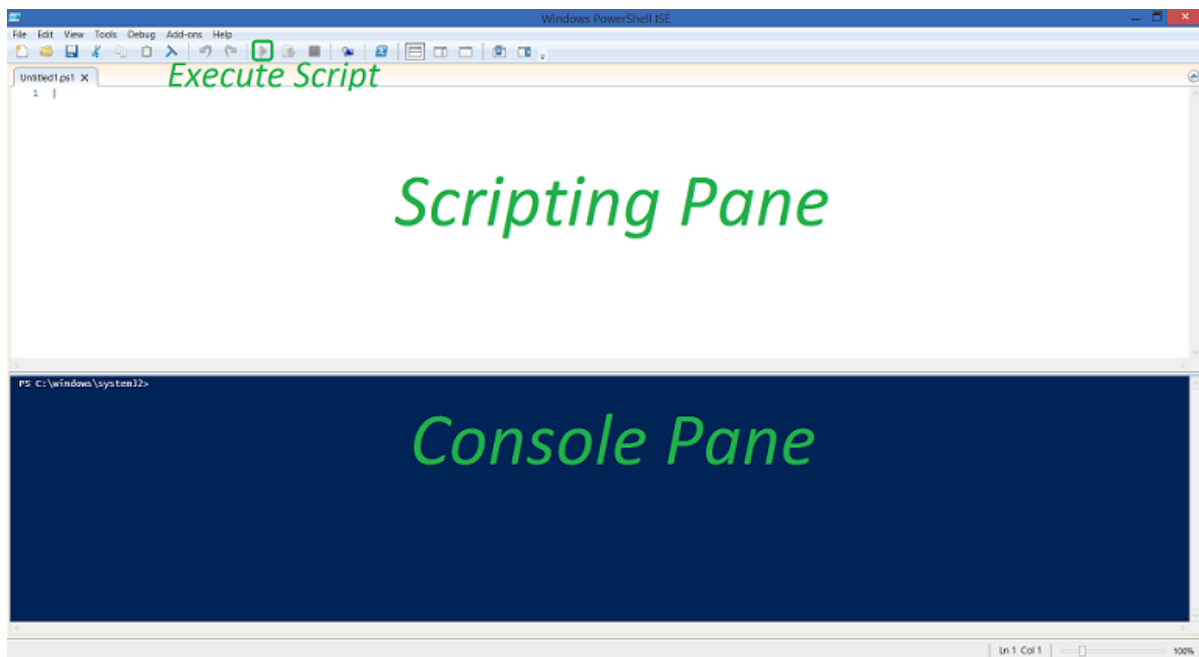 Windows PowerShell ISE
File Edit View Tools Debug Add-ons Help
Execute Script
Untitled1.ps1 X
1
Scripting Pane
PS C:\windows\system32>
Console Pane
Ln 1 Col 1 100%